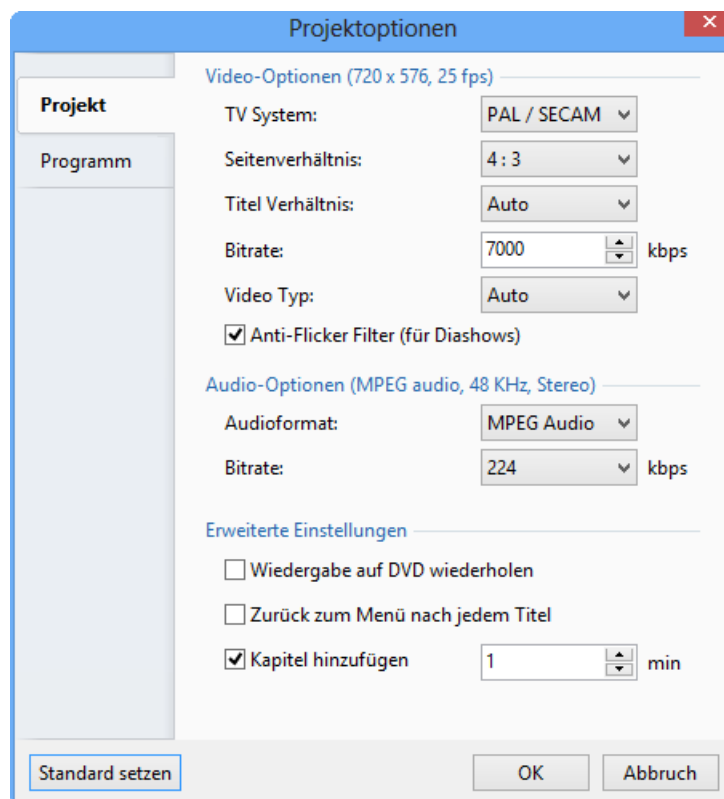 Projektoptionen
Projekt
Programm
Video-Optionen (720 x 576, 25 fps)
TV System: PAL / SECAM
Seitenverhältnis: 4 : 3
Titel Verhältnis: Auto
Bitrate: 7000 kbps
Video Typ: Auto
Anti-Flicker Filter (für Diashows)
Audio-Optionen (MPEG audio, 48 KHz, Stereo)
Audioformat: MPEG Audio
Bitrate: 224 kbps
Erweiterte Einstellungen
Wiedergabe auf DVD wiederholen
Zurück zum Menü nach jedem Titel
Kapitel hinzufügen 1 min
Standard setzen OK Abbruch